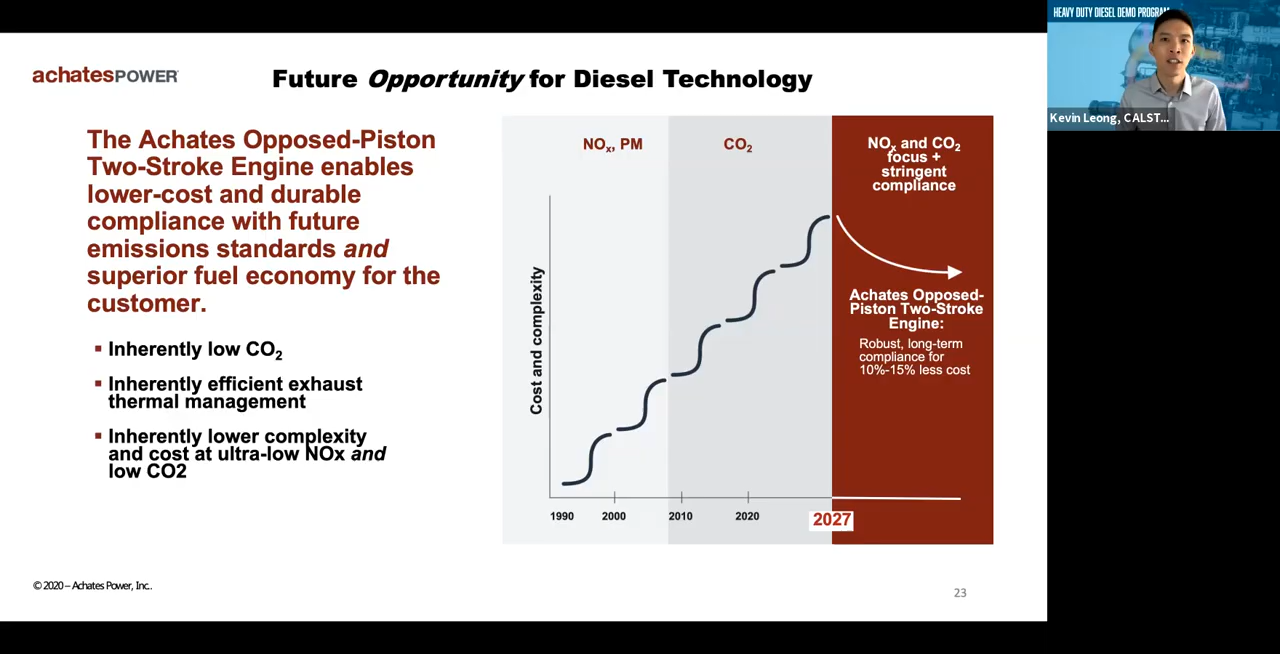 achatesPOWER
Future Opportunity for Diesel Technology
The Achates Opposed-Piston
Two-Stroke Engine enables
lower-cost and durable
compliance with future
emissions standards and
superior fuel economy for the
customer.
▪ Inherently low CO₂
▪ Inherently efficient exhaust
thermal management
▪ Inherently lower complexity
and cost at ultra-low NOx and
low CO2
NOₓ, PM
CO₂
NOₓ and CO₂
focus +
stringent
compliance
Cost and complexity
Achates Opposed-
Piston Two-Stroke
Engine:
Robust, long-term
compliance for
10%-15% less cost
1990 2000 2010 2020 2027
© 2020 – Achates Power, Inc..
23
HEAVY DUTY DIESEL DEMO PROGRAM
Kevin Leong, CALST...